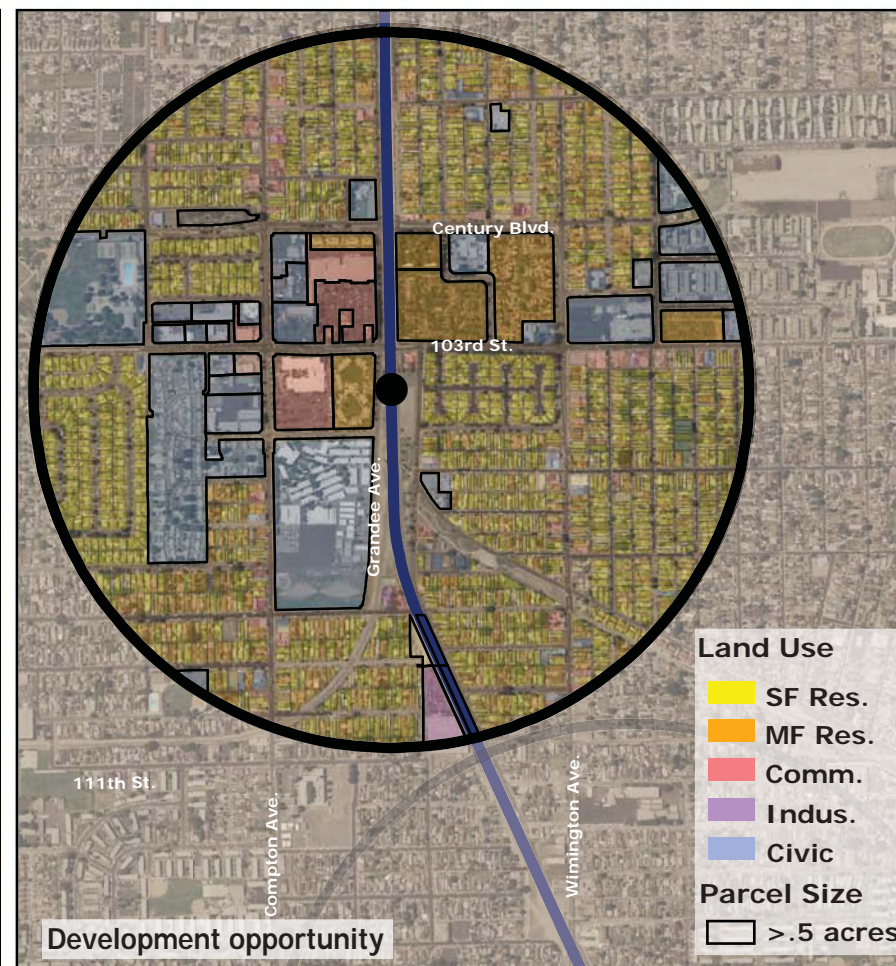 Century Blvd.
103rd St.
Grandee Ave.
111th St.
Compton Ave.
Wimington Ave.
Land Use
SF Res.
MF Res.
Comm.
Indus.
Civic
Parcel Size
>.5 acres
Development opportunity